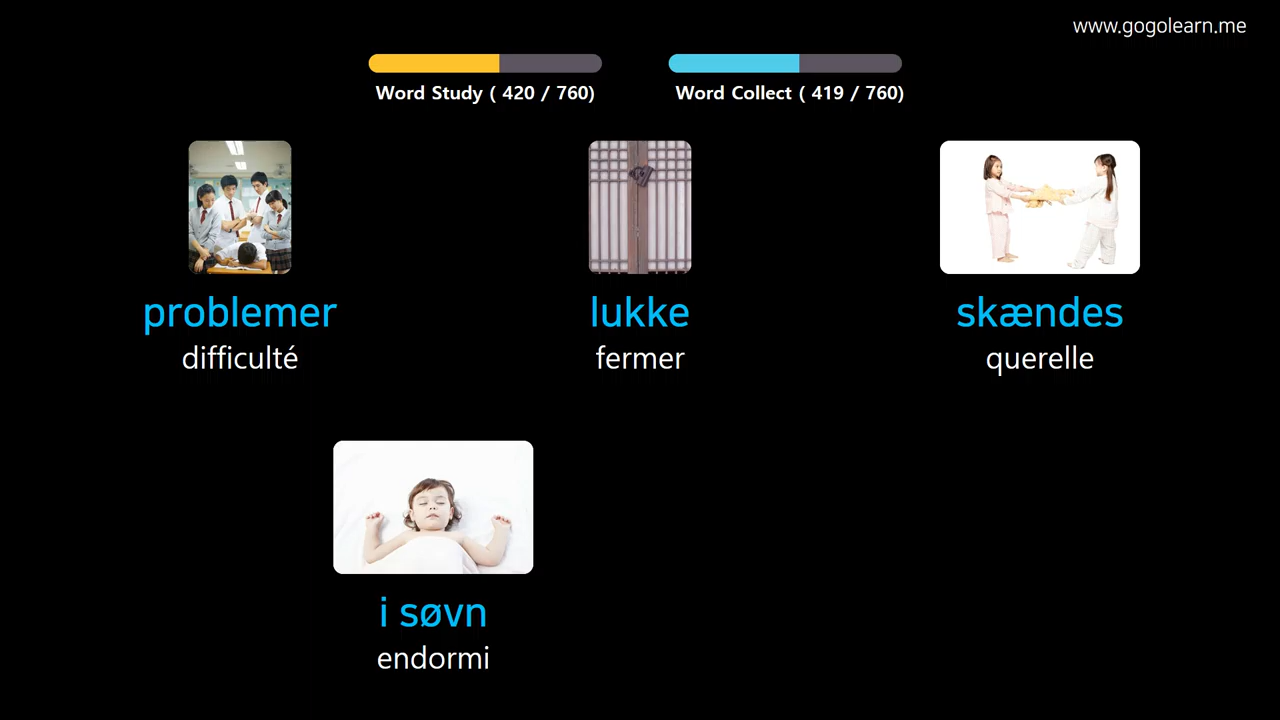 www.gogolearn.me
Word Study ( 420 / 760)
Word Collect ( 419 / 760)
problemer
difficulté
lukke
fermer
skændes
querelle
i søvn
endormi